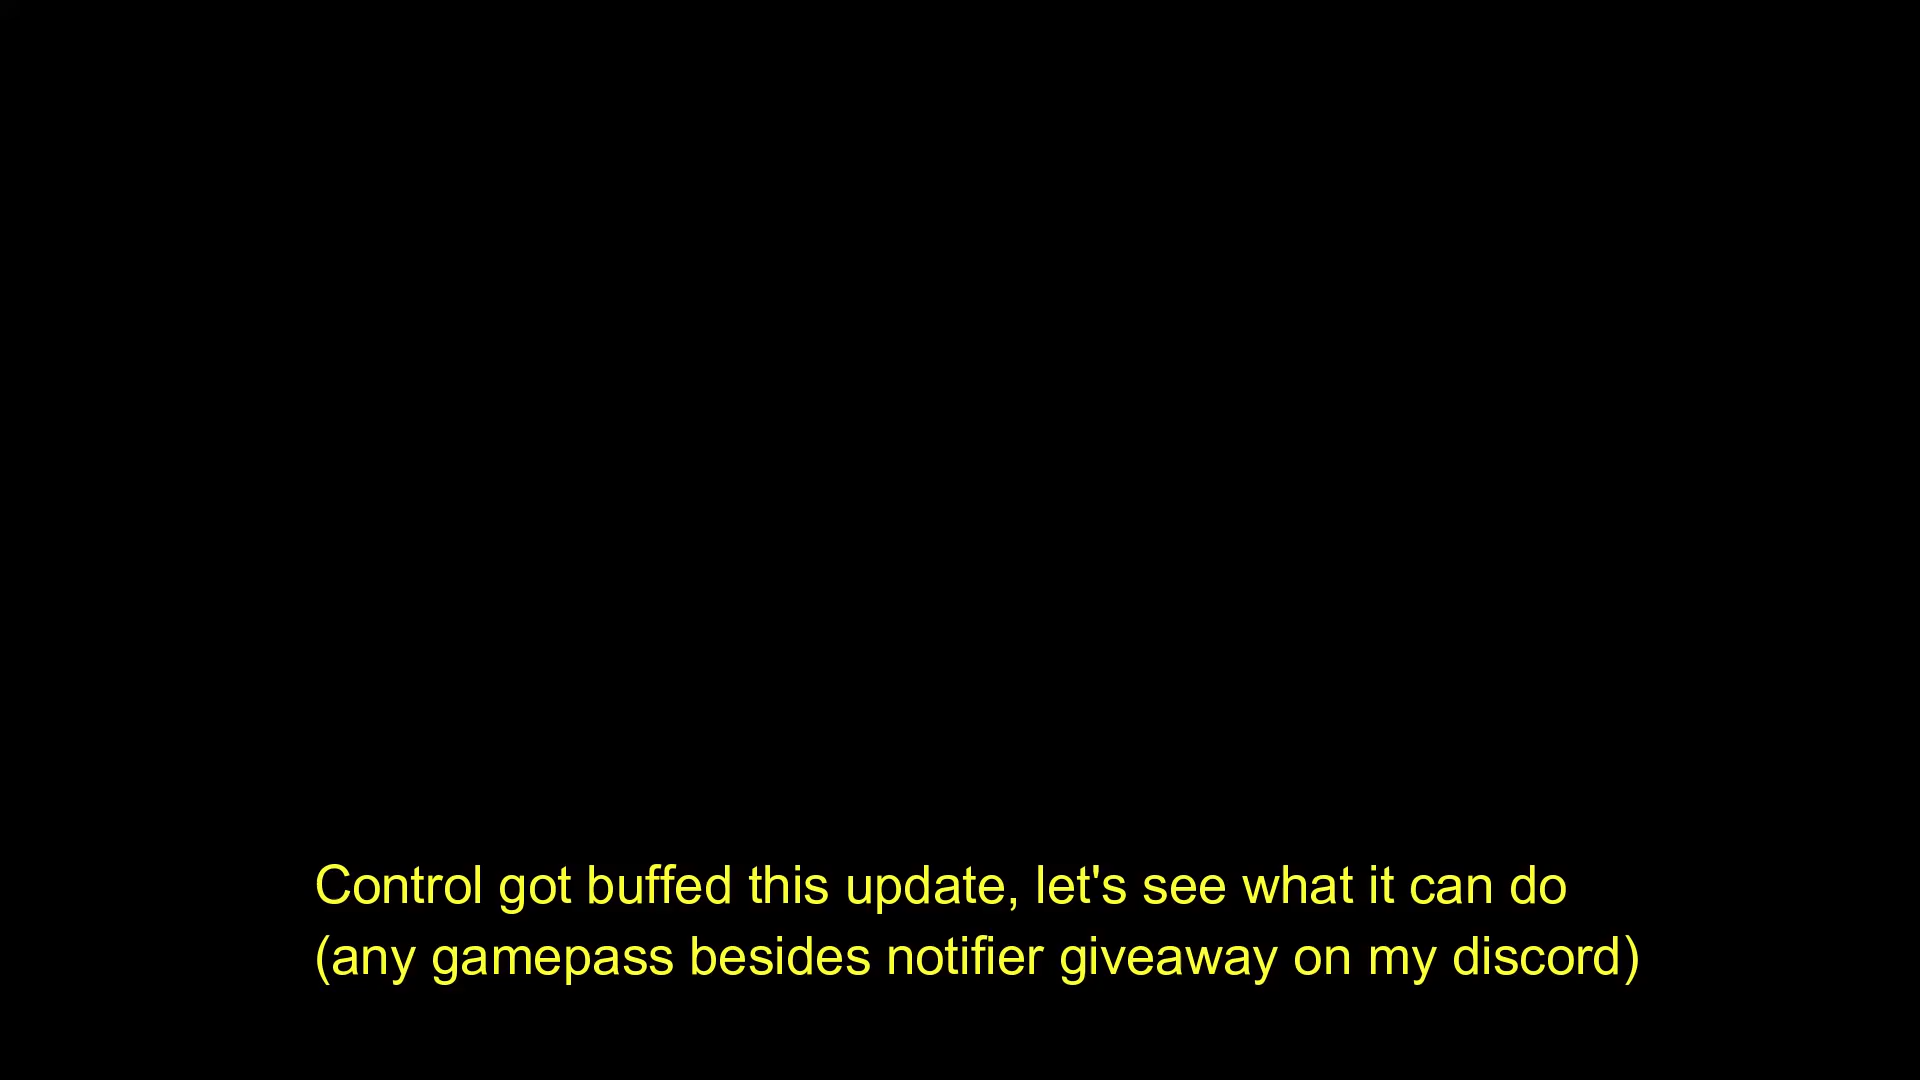 Control got buffed this update, let's see what it can do
(any gamepass besides notifier giveaway on my discord)